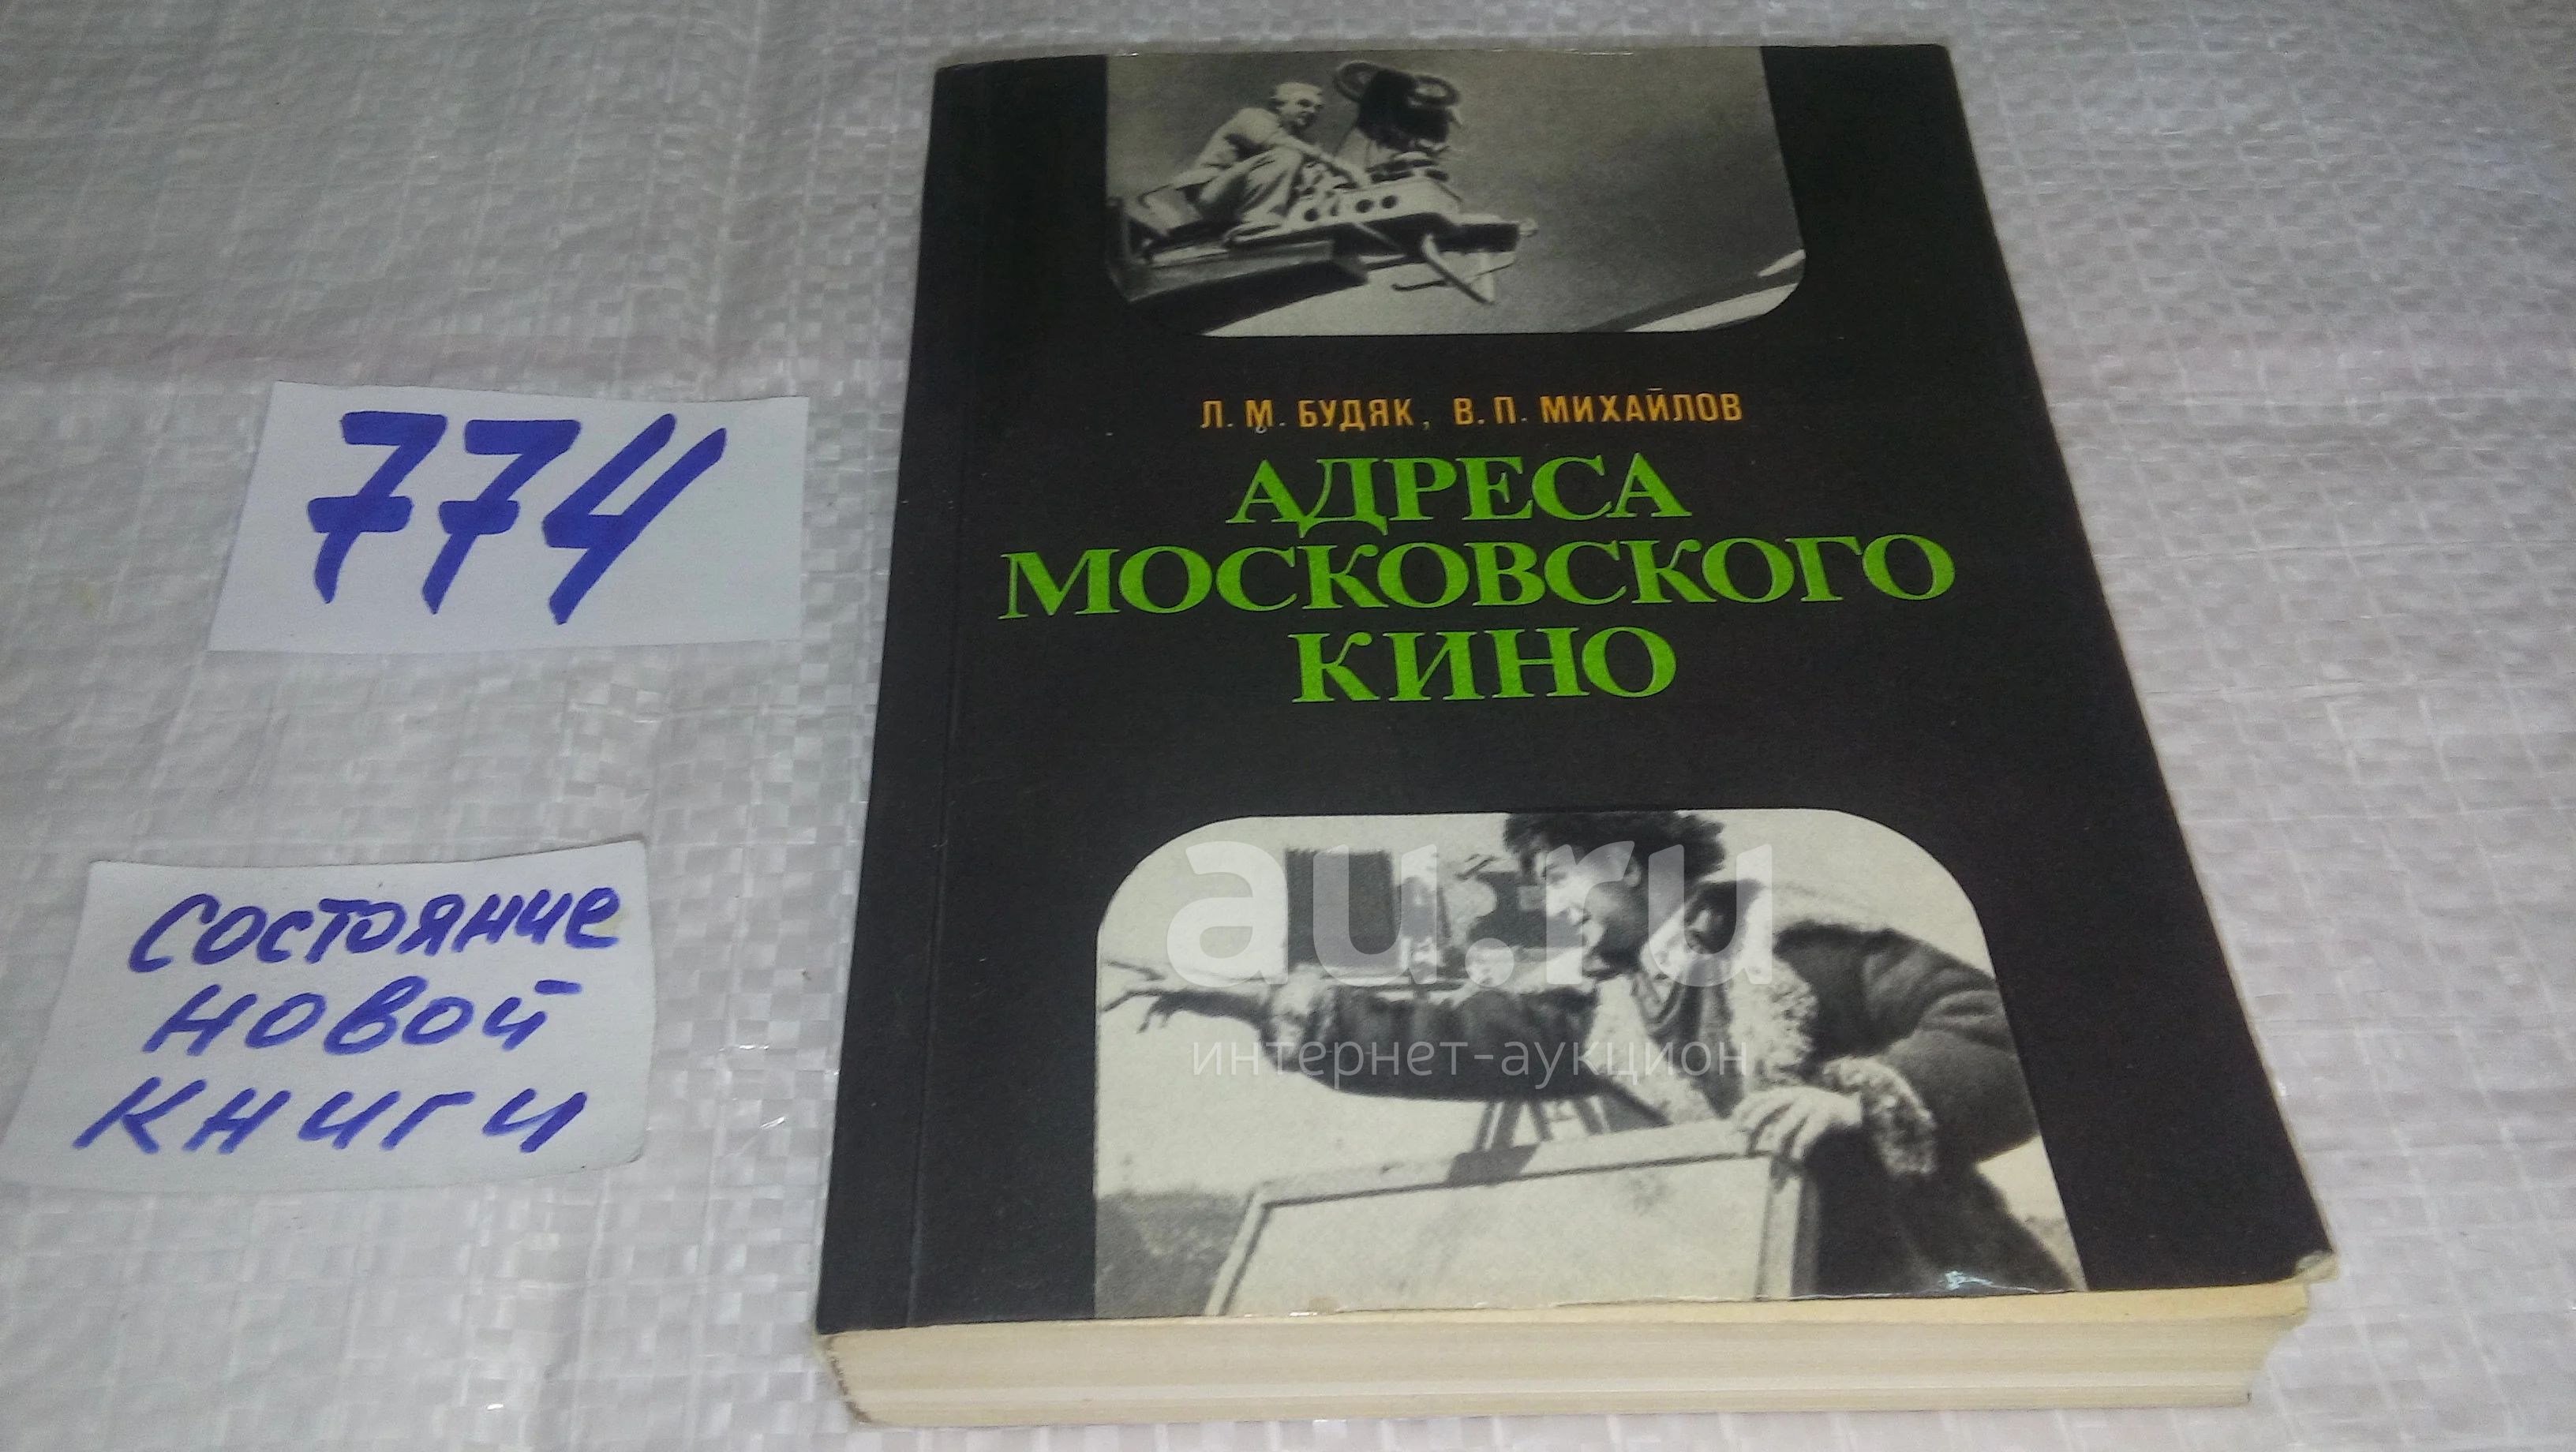 774
состояние
новой
книги
Л. М. БУДЯК, В. П. МИХАЙЛОВ
АДРЕСА
МОСКОВСКОГО
КИНО
au.ru
интернет-аукцион